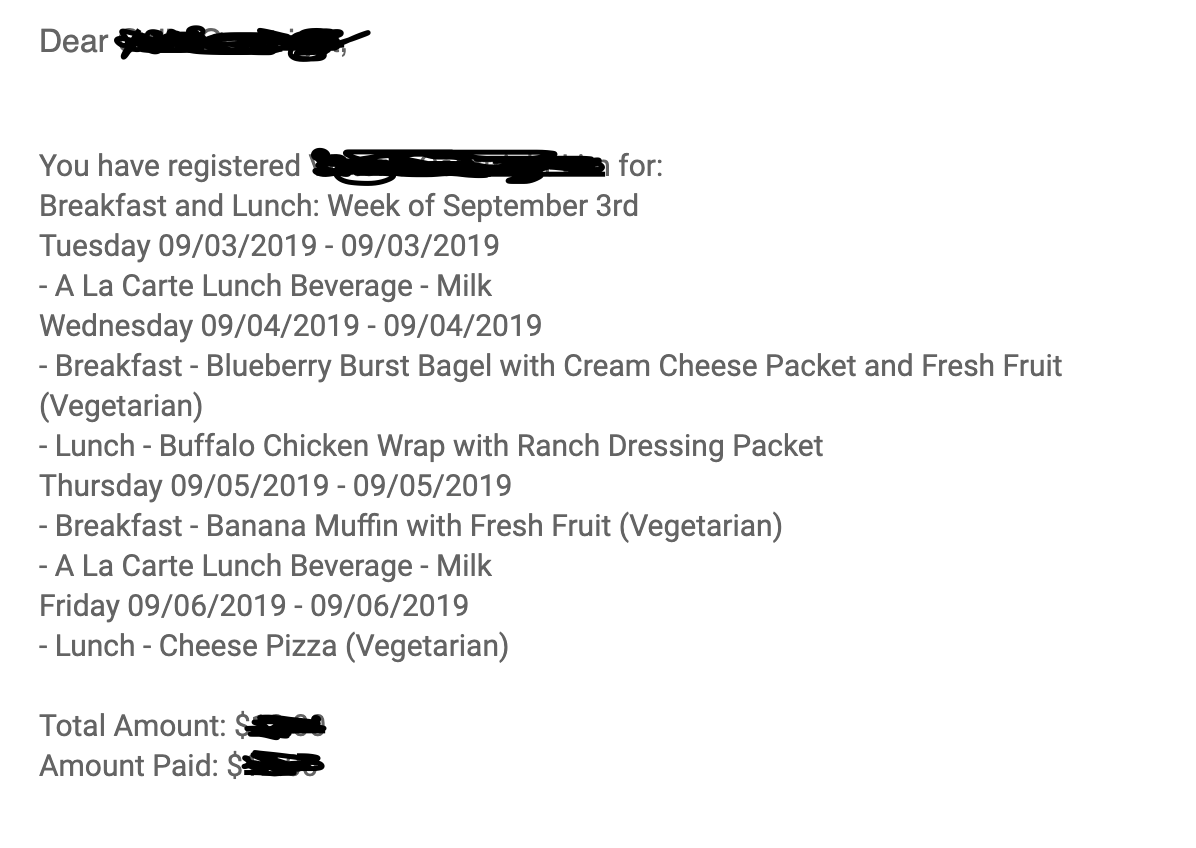 Dear
You have registered for:
Breakfast and Lunch: Week of September 3rd
Tuesday 09/03/2019 - 09/03/2019
- A La Carte Lunch Beverage - Milk
Wednesday 09/04/2019 - 09/04/2019
- Breakfast - Blueberry Burst Bagel with Cream Cheese Packet and Fresh Fruit
(Vegetarian)
- Lunch - Buffalo Chicken Wrap with Ranch Dressing Packet
Thursday 09/05/2019 - 09/05/2019
- Breakfast - Banana Muffin with Fresh Fruit (Vegetarian)
- A La Carte Lunch Beverage - Milk
Friday 09/06/2019 - 09/06/2019
- Lunch - Cheese Pizza (Vegetarian)
Total Amount: $
Amount Paid: $